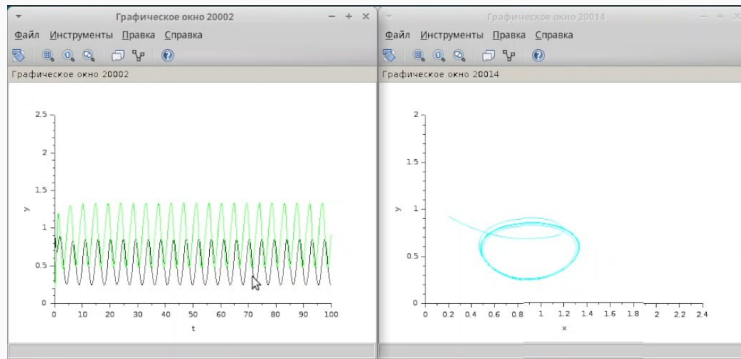 Графическое окно 20002
Файл Инструменты Правка Справка
Графическое окно 20002
2.5
2
1.5
1
0.5
0
y
0 10 20 30 40 50 60 70 80 90 100
t
Графическое окно 20014
Файл Инструменты Правка Справка
Графическое окно 20014
2
1.5
1
0.5
0
y
0 0.2 0.4 0.6 0.8 1 1.2 1.4 1.6 1.8 2 2.2 2.4
x